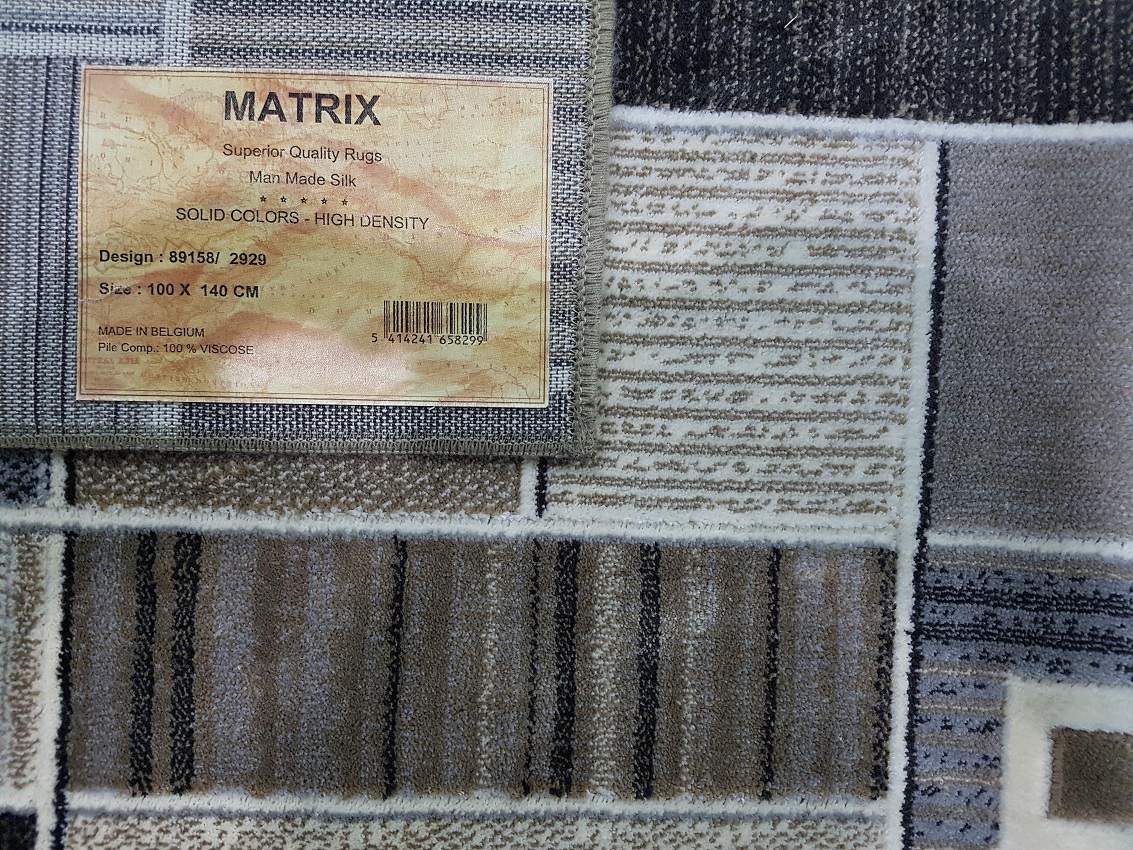 MATRIX
Superior Quality Rugs
Man Made Silk
SOLID COLORS - HIGH DENSITY
Design : 89158/ 2929
Size : 100 X 140 CM
MADE IN BELGIUM
Pile Comp.: 100 % VISCOSE
5 414241 658299